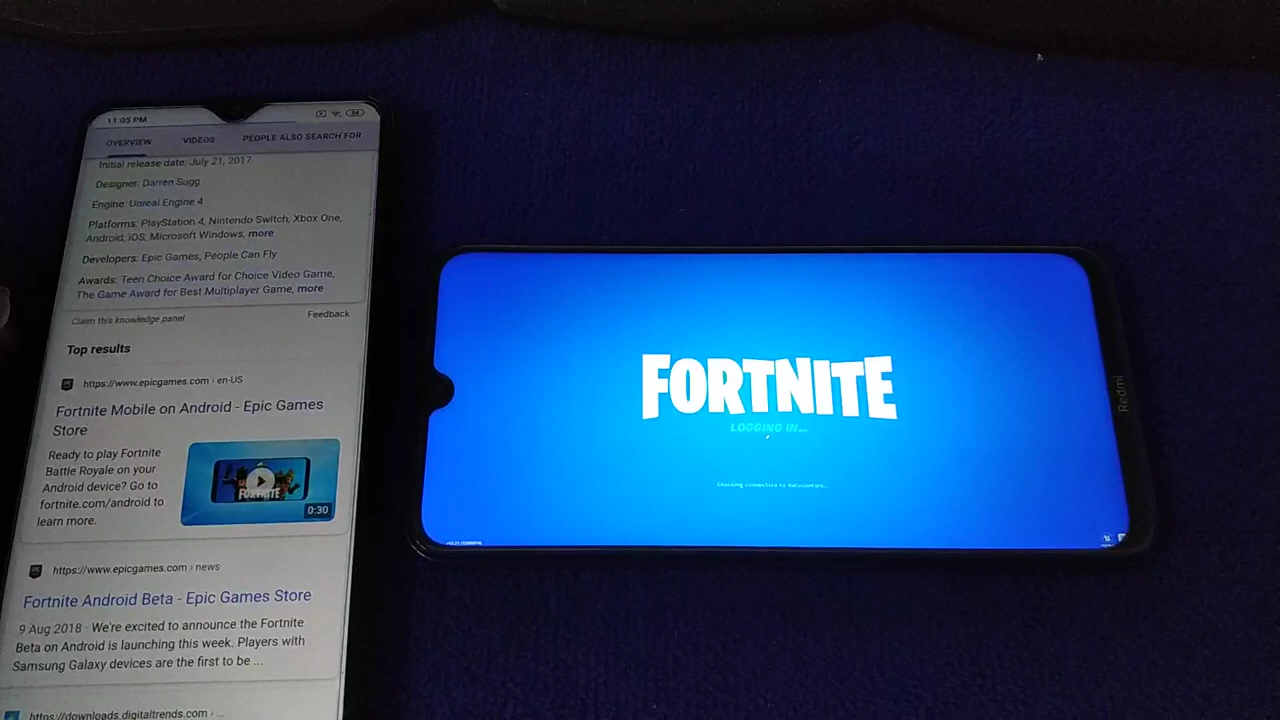 11:05 PM
OVERVIEW VIDEOS PEOPLE ALSO SEARCH FOR
Initial release date: July 21, 2017
Designer: Darren Sugg
Engine: Unreal Engine 4
Platforms: PlayStation 4, Nintendo Switch, Xbox One,
Android, iOS, Microsoft Windows, more
Developers: Epic Games, People Can Fly
Awards: Teen Choice Award for Choice Video Game,
The Game Award for Best Multiplayer Game, more
Claim this knowledge panel Feedback
Top results
https://www.epicgames.com › en-US
Fortnite Mobile on Android - Epic Games
Store
Ready to play Fortnite
Battle Royale on your
Android device? Go to
fortnite.com/android to
learn more.
FORTNITE
0:30
https://www.epicgames.com › news
Fortnite Android Beta - Epic Games Store
9 Aug 2018 · We're excited to announce the Fortnite
Beta on Android is launching this week. Players with
Samsung Galaxy devices are the first to be ...
https://downloads.digitaltrends.com › ...
FORTNITE
LOGGING IN...
Checking connection to datacenters...
Redmi